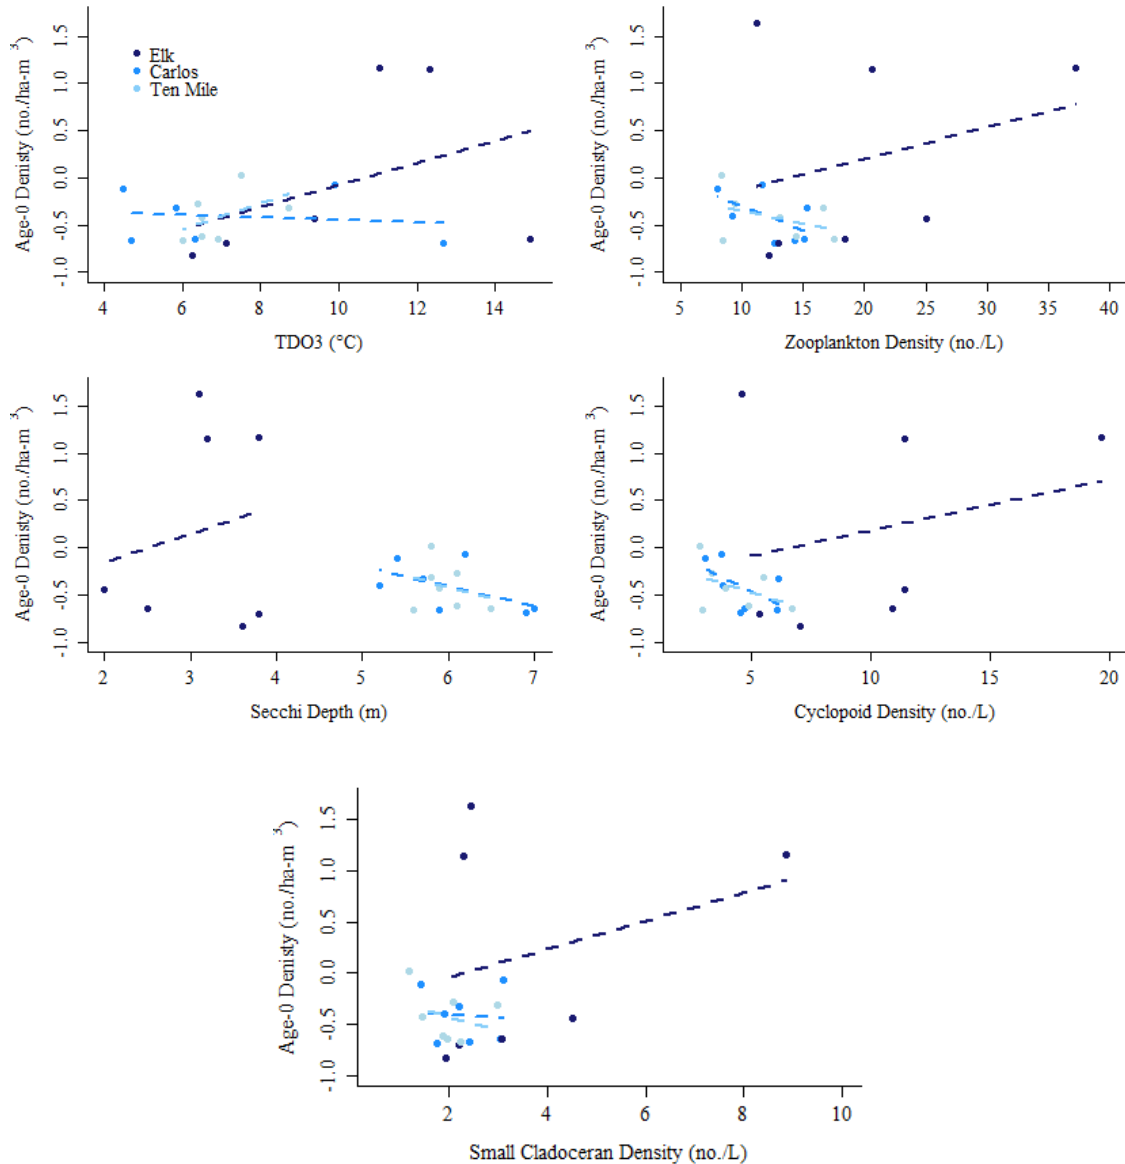 Age-0 Denisty (no./ha-m 3)
1.5
1.0
0.5
0.0
-0.5
-1.0
Elk
Carlos
Ten Mile
4 6 8 10 12 14
TDO3 (°C)
Age-0 Denisty (no./ha-m 3)
1.5
1.0
0.5
0.0
-0.5
-1.0
5 10 15 20 25 30 35 40
Zooplankton Density (no./L)
Age-0 Denisty (no./ha-m 3)
1.5
1.0
0.5
0.0
-0.5
-1.0
2 3 4 5 6 7
Secchi Depth (m)
Age-0 Denisty (no./ha-m 3)
1.5
1.0
0.5
0.0
-0.5
-1.0
5 10 15 20
Cyclopoid Density (no./L)
Age-0 Denisty (no./ha-m 3)
1.5
1.0
0.5
0.0
-0.5
-1.0
2 4 6 8 10
Small Cladoceran Density (no./L)